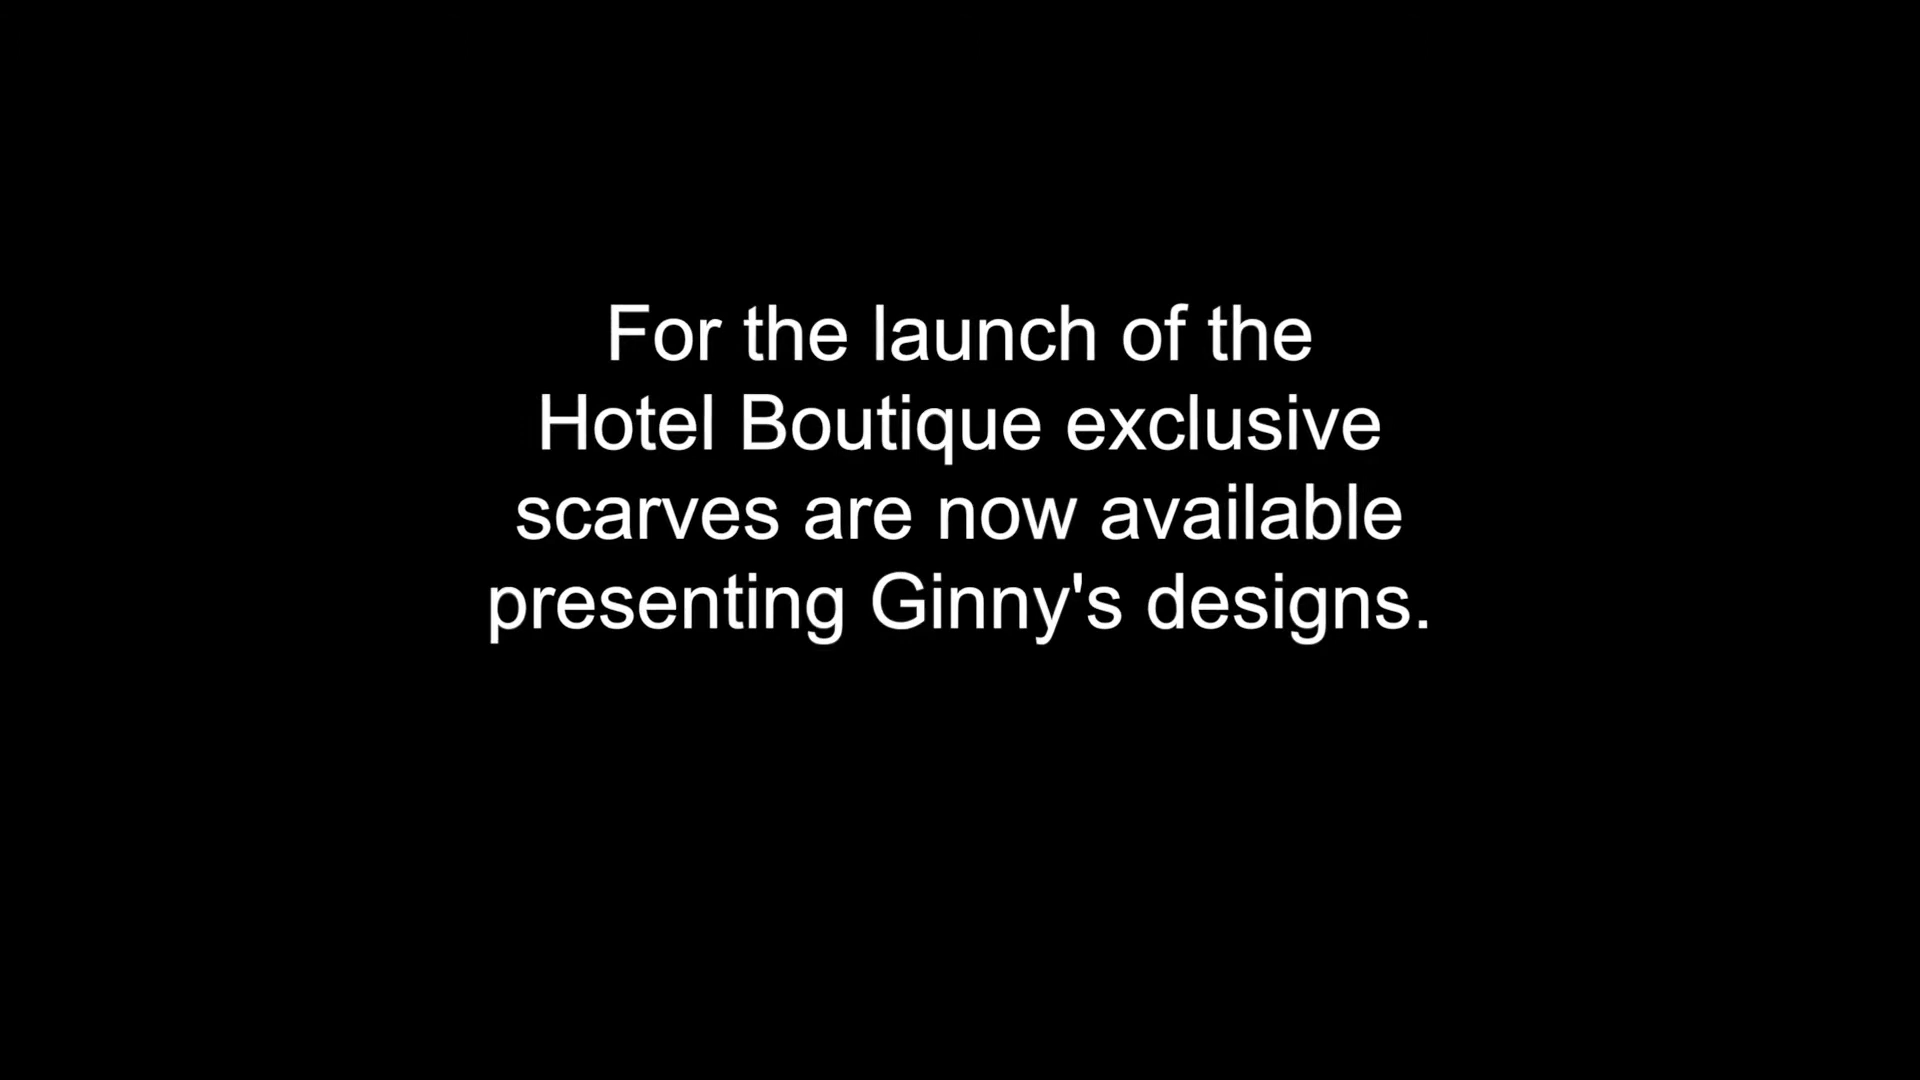 For the launch of the
Hotel Boutique exclusive
scarves are now available
presenting Ginny's designs.